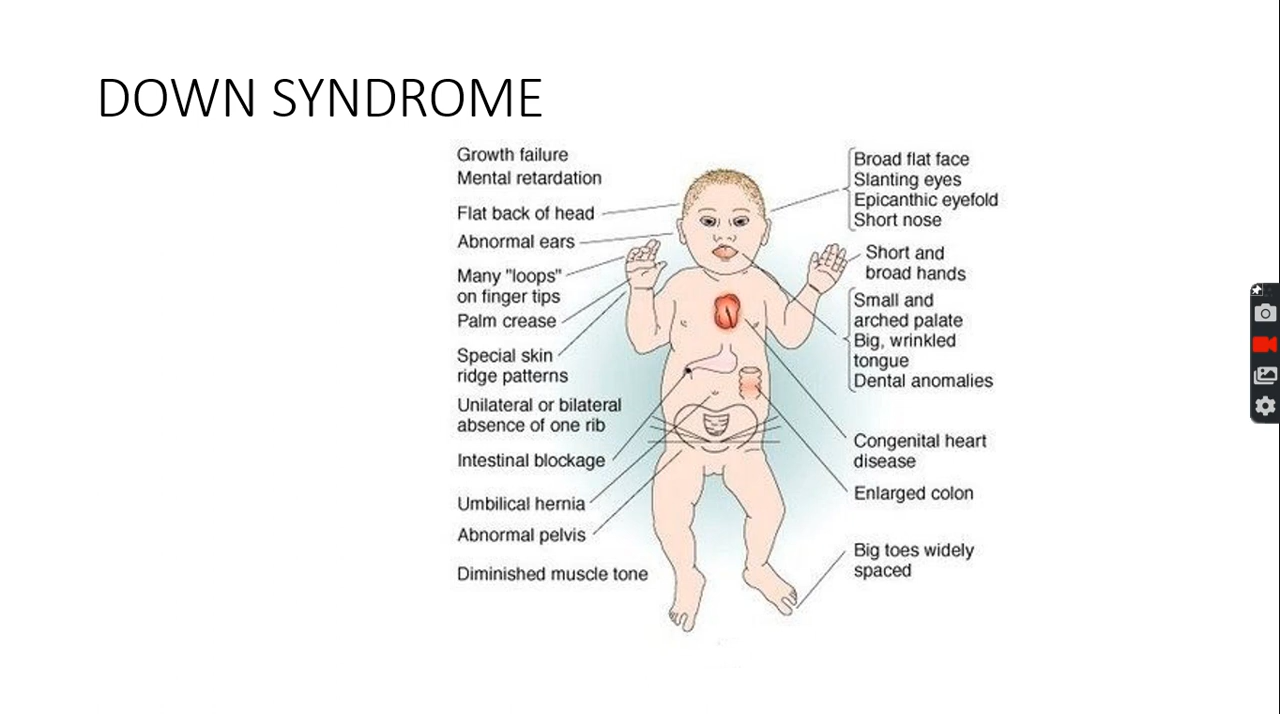 DOWN SYNDROME
Growth failure
Mental retardation
Flat back of head
Abnormal ears
Many "loops"
on finger tips
Palm crease
Special skin
ridge patterns
Unilateral or bilateral
absence of one rib
Intestinal blockage
Umbilical hernia
Abnormal pelvis
Diminished muscle tone
Broad flat face
Slanting eyes
Epicanthic eyefold
Short nose
Short and
broad hands
Small and
arched palate
Big, wrinkled
tongue
Dental anomalies
Congenital heart
disease
Enlarged colon
Big toes widely
spaced